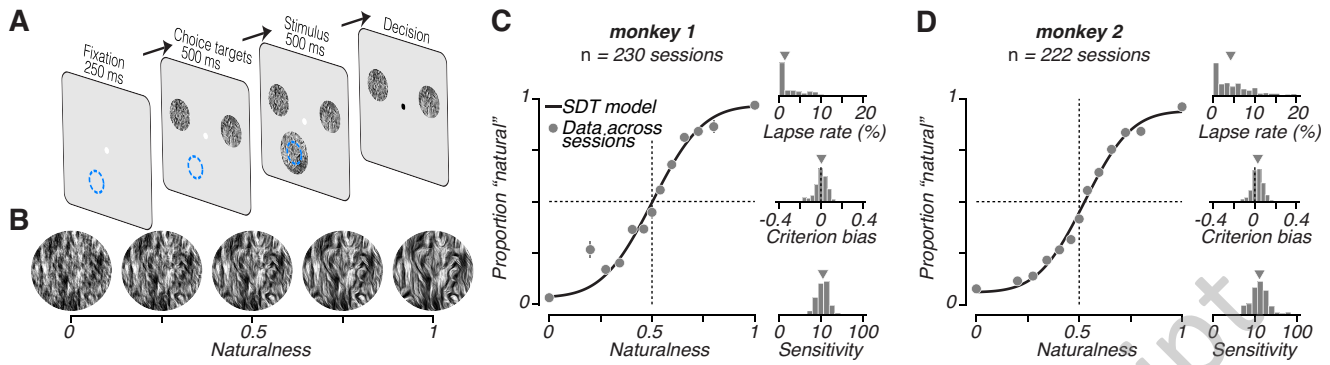 A
Fixation
250 ms
Choice targets
500 ms
Stimulus
500 ms
Decision
B
0
0.5
1
Naturalness
C
monkey 1
n = 230 sessions
Proportion “natural”
1
0
SDT model
Data across
sessions
0
0.5
1
Naturalness
0
10
20
Lapse rate (%)
-0.4
0
0.4
Criterion bias
0
10
100
Sensitivity
D
monkey 2
n = 222 sessions
Proportion “natural”
1
0
0
0.5
1
Naturalness
0
10
20
Lapse rate (%)
-0.4
0
0.4
Criterion bias
0
10
100
Sensitivity
ipt